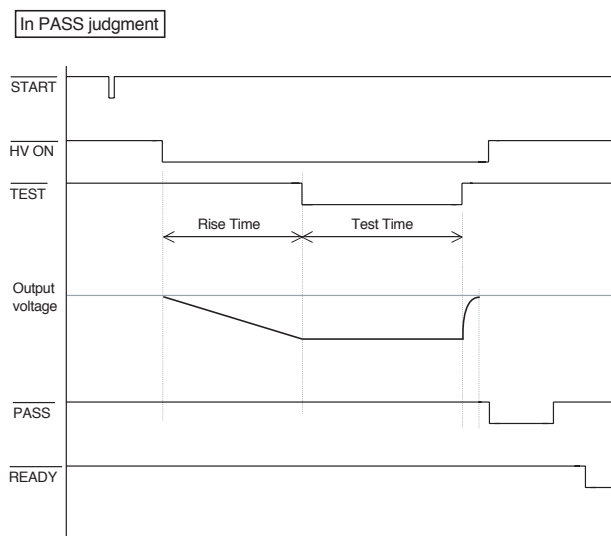 In PASS judgment
START
HV ON
TEST
Rise Time
Test Time
Output
voltage
PASS
READY